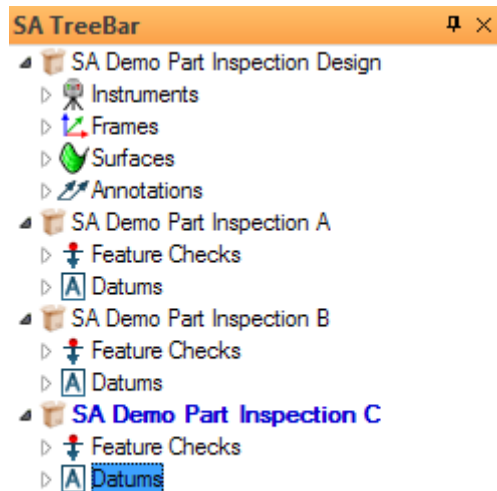 SA TreeBar
SA Demo Part Inspection Design
Instruments
Frames
Surfaces
Annotations
SA Demo Part Inspection A
Feature Checks
A Datums
SA Demo Part Inspection B
Feature Checks
A Datums
SA Demo Part Inspection C
Feature Checks
A Datums